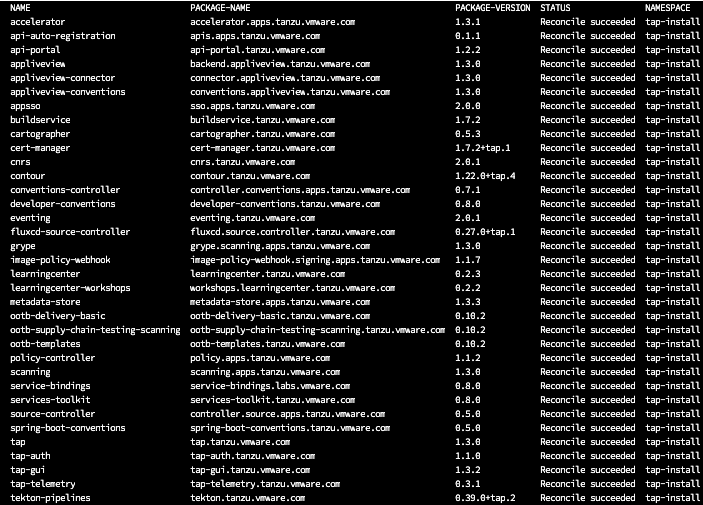 NAME PACKAGE-NAME PACKAGE-VERSION STATUS NAMESPACE
accelerator accelerator.apps.tanzu.vmware.com 1.3.1 Reconcile succeeded tap-install
api-auto-registration apis.apps.tanzu.vmware.com 0.1.1 Reconcile succeeded tap-install
api-portal api-portal.tanzu.vmware.com 1.2.2 Reconcile succeeded tap-install
appliveview backend.appliveview.tanzu.vmware.com 1.3.0 Reconcile succeeded tap-install
appliveview-connector connector.appliveview.tanzu.vmware.com 1.3.0 Reconcile succeeded tap-install
appliveview-conventions conventions.appliveview.tanzu.vmware.com 1.3.0 Reconcile succeeded tap-install
appsso sso.apps.tanzu.vmware.com 2.0.0 Reconcile succeeded tap-install
buildservice buildservice.tanzu.vmware.com 1.7.2 Reconcile succeeded tap-install
cartographer cartographer.tanzu.vmware.com 0.5.3 Reconcile succeeded tap-install
cert-manager cert-manager.tanzu.vmware.com 1.7.2+tap.1 Reconcile succeeded tap-install
cnrs cnrs.tanzu.vmware.com 2.0.1 Reconcile succeeded tap-install
contour contour.tanzu.vmware.com 1.22.0+tap.4 Reconcile succeeded tap-install
conventions-controller controller.conventions.apps.tanzu.vmware.com 0.7.1 Reconcile succeeded tap-install
developer-conventions developer-conventions.tanzu.vmware.com 0.8.0 Reconcile succeeded tap-install
eventing eventing.tanzu.vmware.com 2.0.1 Reconcile succeeded tap-install
fluxcd-source-controller fluxcd.source.controller.tanzu.vmware.com 0.27.0+tap.1 Reconcile succeeded tap-install
grype grype.scanning.apps.tanzu.vmware.com 1.3.0 Reconcile succeeded tap-install
image-policy-webhook image-policy-webhook.signing.apps.tanzu.vmware.com 1.1.7 Reconcile succeeded tap-install
learningcenter learningcenter.tanzu.vmware.com 0.2.3 Reconcile succeeded tap-install
learningcenter-workshops workshops.learningcenter.tanzu.vmware.com 0.2.2 Reconcile succeeded tap-install
metadata-store metadata-store.apps.tanzu.vmware.com 1.3.3 Reconcile succeeded tap-install
ootb-delivery-basic ootb-delivery-basic.tanzu.vmware.com 0.10.2 Reconcile succeeded tap-install
ootb-supply-chain-testing-scanning ootb-supply-chain-testing-scanning.tanzu.vmware.com 0.10.2 Reconcile succeeded tap-install
ootb-templates ootb-templates.tanzu.vmware.com 0.10.2 Reconcile succeeded tap-install
policy-controller policy.apps.tanzu.vmware.com 1.1.2 Reconcile succeeded tap-install
scanning scanning.apps.tanzu.vmware.com 1.3.0 Reconcile succeeded tap-install
service-bindings service-bindings.labs.vmware.com 0.8.0 Reconcile succeeded tap-install
services-toolkit services-toolkit.tanzu.vmware.com 0.8.0 Reconcile succeeded tap-install
source-controller controller.source.apps.tanzu.vmware.com 0.5.0 Reconcile succeeded tap-install
spring-boot-conventions spring-boot-conventions.tanzu.vmware.com 0.5.0 Reconcile succeeded tap-install
tap tap.tanzu.vmware.com 1.3.0 Reconcile succeeded tap-install
tap-auth tap-auth.tanzu.vmware.com 1.1.0 Reconcile succeeded tap-install
tap-gui tap-gui.tanzu.vmware.com 1.3.2 Reconcile succeeded tap-install
tap-telemetry tap-telemetry.tanzu.vmware.com 0.3.1 Reconcile succeeded tap-install
tekton-pipelines tekton.tanzu.vmware.com 0.39.0+tap.2 Reconcile succeeded tap-install